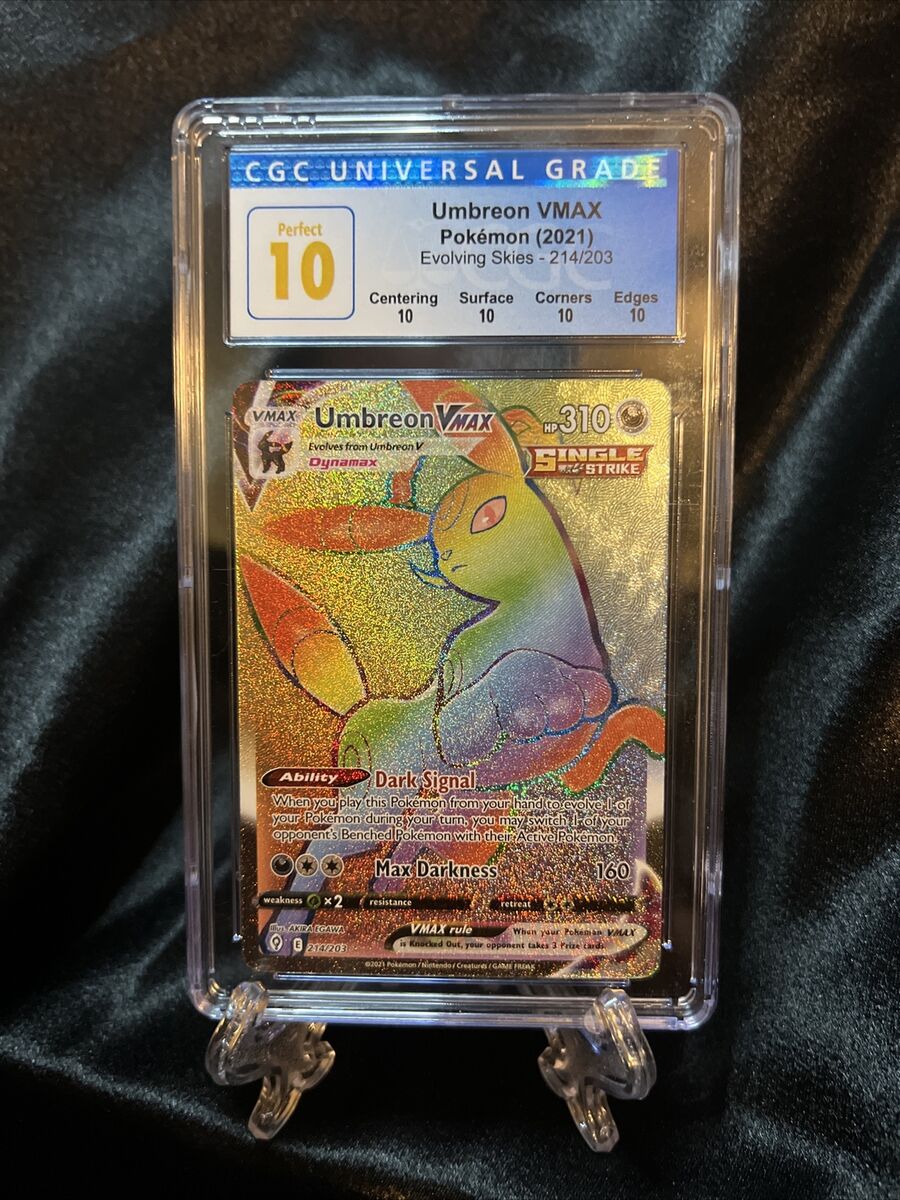 CGC UNIVERSAL GRADE
Perfect
10
Umbreon VMAX
Pokémon (2021)
Evolving Skies - 214/203
Centering Surface Corners Edges
10 10 10 10
VMAX Umbreon VMAX HP 310
Evolves from Umbreon V
Dynamax
SINGLE
STRIKE
Ability Dark Signal
When you play this Pokémon from your hand to evolve 1 of
your Pokémon during your turn, you may switch 1 of your
opponent's Benched Pokémon with their Active Pokémon.
Max Darkness 160
weakness ×2 resistance retreat
Illus. AKIRA EGAWA
E 214/203
VMAX rule When your Pokémon VMAX
is Knocked Out, your opponent takes 3 Prize cards.
©2021 Pokémon / Nintendo / Creatures / GAME FREAK